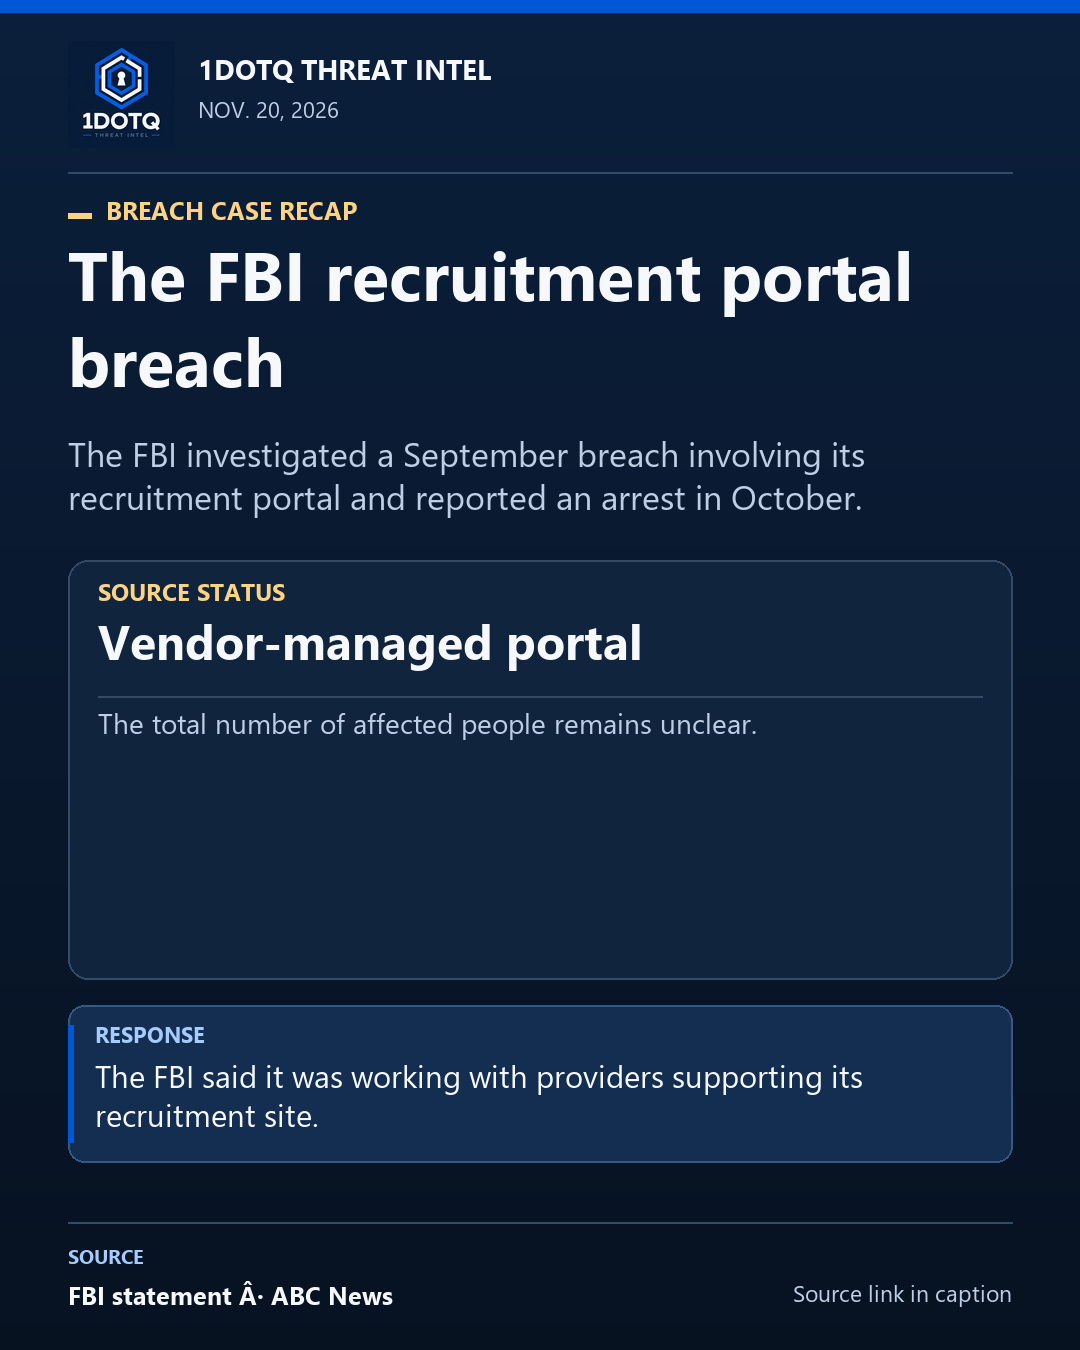 1DOTQ
THREAT INTEL
1DOTQ THREAT INTEL
NOV. 20, 2026
BREACH CASE RECAP
The FBI recruitment portal
breach
The FBI investigated a September breach involving its
recruitment portal and reported an arrest in October.
SOURCE STATUS
Vendor-managed portal
The total number of affected people remains unclear.
RESPONSE
The FBI said it was working with providers supporting its
recruitment site.
SOURCE
FBI statement Â· ABC News
Source link in caption